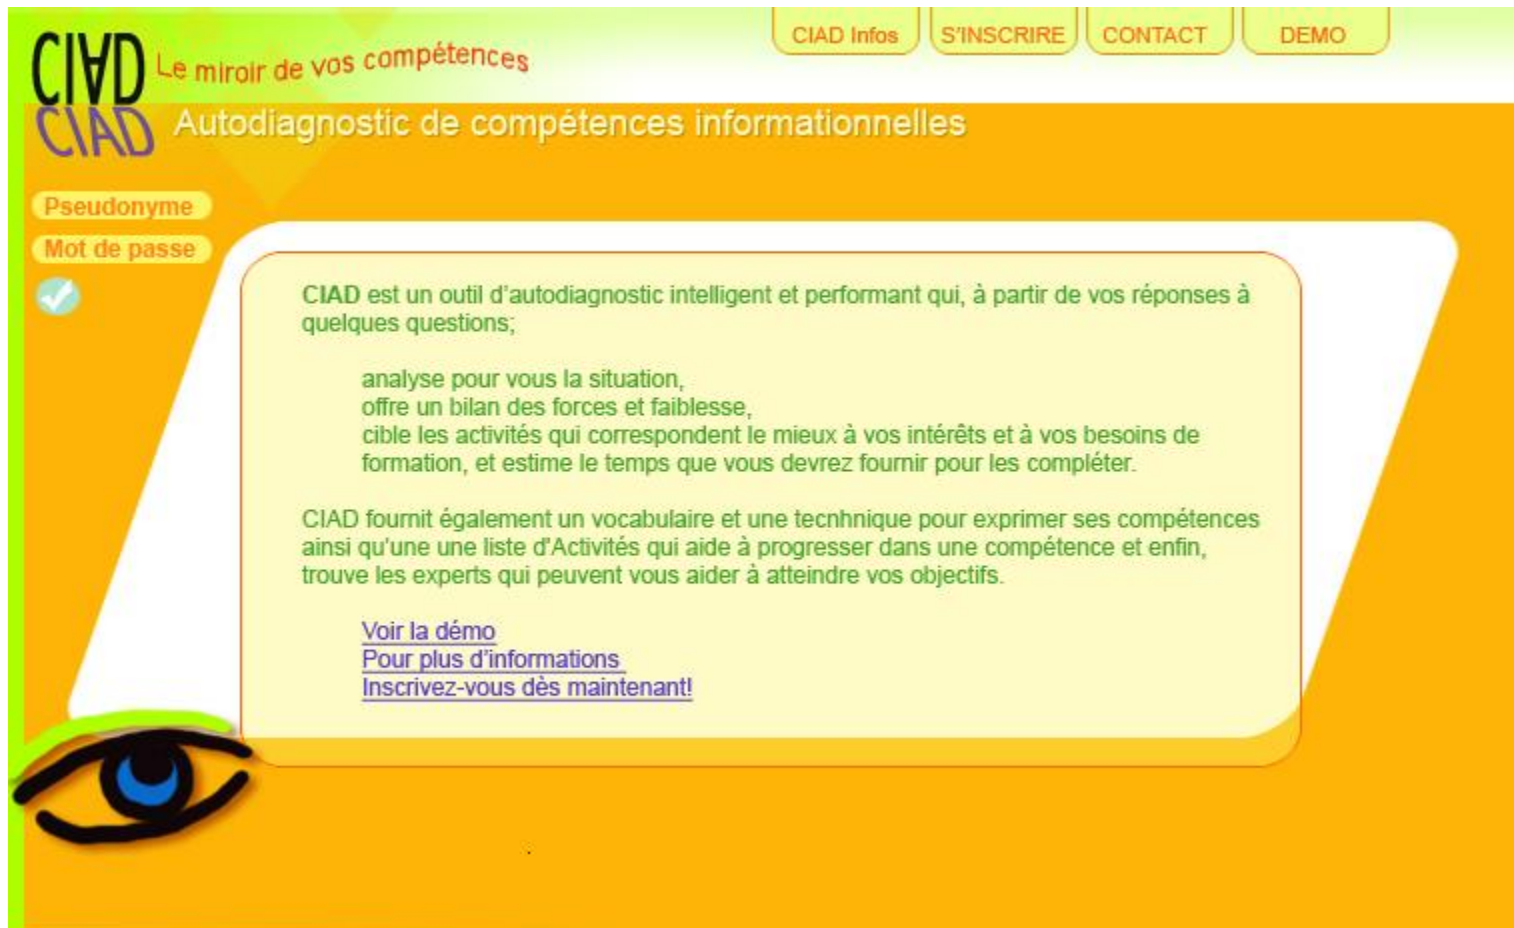 CIAD Infos S'INSCRIRE CONTACT DEMO
CIAD Le miroir de vos compétences
CIAD Autodiagnostic de compétences informationnelles
Pseudonyme
Mot de passe
CIAD est un outil d'autodiagnostic intelligent et performant qui, à partir de vos réponses à
quelques questions;
analyse pour vous la situation,
offre un bilan des forces et faiblesse,
cible les activités qui correspondent le mieux à vos intérêts et à vos besoins de
formation, et estime le temps que vous devrez fournir pour les compléter.
CIAD fournit également un vocabulaire et une tecnhnique pour exprimer ses compétences
ainsi qu'une une liste d'Activités qui aide à progresser dans une compétence et enfin,
trouve les experts qui peuvent vous aider à atteindre vos objectifs.
Voir la démo
Pour plus d'informations
Inscrivez-vous dès maintenant!
.